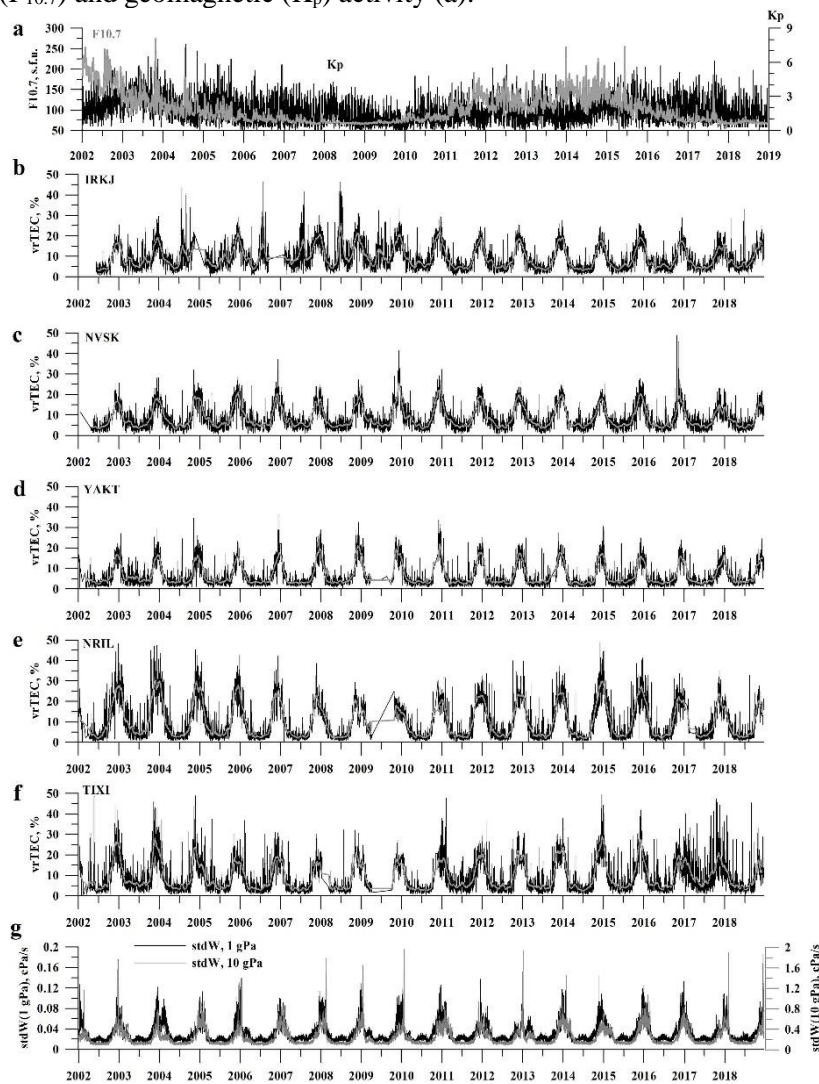 (F10.7) and geomagnetic (Kp) activity (a).
a F10.7 Kp Kp
F10.7, s.f.u.
300 250 200 150 100 50
9 6 3 0
2002 2003 2004 2005 2006 2007 2008 2009 2010 2011 2012 2013 2014 2015 2016 2017 2018 2019
b IRKJ
vrTEC, %
50 40 30 20 10 0
2002 2003 2004 2005 2006 2007 2008 2009 2010 2011 2012 2013 2014 2015 2016 2017 2018
c NVSK
vrTEC, %
50 40 30 20 10 0
2002 2003 2004 2005 2006 2007 2008 2009 2010 2011 2012 2013 2014 2015 2016 2017 2018
d YAKT
vrTEC, %
50 40 30 20 10 0
2002 2003 2004 2005 2006 2007 2008 2009 2010 2011 2012 2013 2014 2015 2016 2017 2018
e NRIL
vrTEC, %
50 40 30 20 10 0
2002 2003 2004 2005 2006 2007 2008 2009 2010 2011 2012 2013 2014 2015 2016 2017 2018
f TIXI
vrTEC, %
50 40 30 20 10 0
2002 2003 2004 2005 2006 2007 2008 2009 2010 2011 2012 2013 2014 2015 2016 2017 2018
g stdW, 1 gPa
stdW, 10 gPa
stdW(1 gPa), cPa/s
0.2 0.16 0.12 0.08 0.04 0
stdW(10 gPa), cPa/s
2 1.6 1.2 0.8 0.4 0
2002 2003 2004 2005 2006 2007 2008 2009 2010 2011 2012 2013 2014 2015 2016 2017 2018